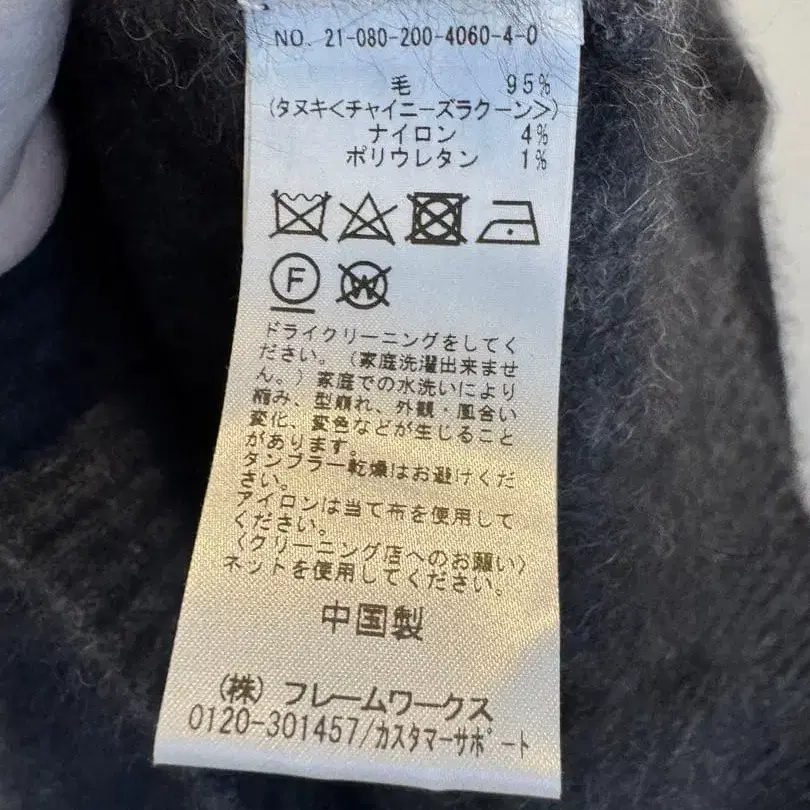 NO. 21-080-200-4060-4-0
毛 95%
(タヌキ<チャイニーズラクーン>)
ナイロン 4%
ポリウレタン 1%
F W
ドライクリーニングをしてく
ださい。(家庭洗濯出来ませ
ん。)家庭での水洗いにより
縮み、型崩れ、外観・風合い
変化、変色などが生じること
があります。
タンブラー乾燥はお避けくだ
さい。
アイロンは当て布を使用して
ください。
〈クリーニング店へのお願い〉
ネットを使用してください。
中国製
(株) フレームワークス
0120-301457/カスタマーサポート